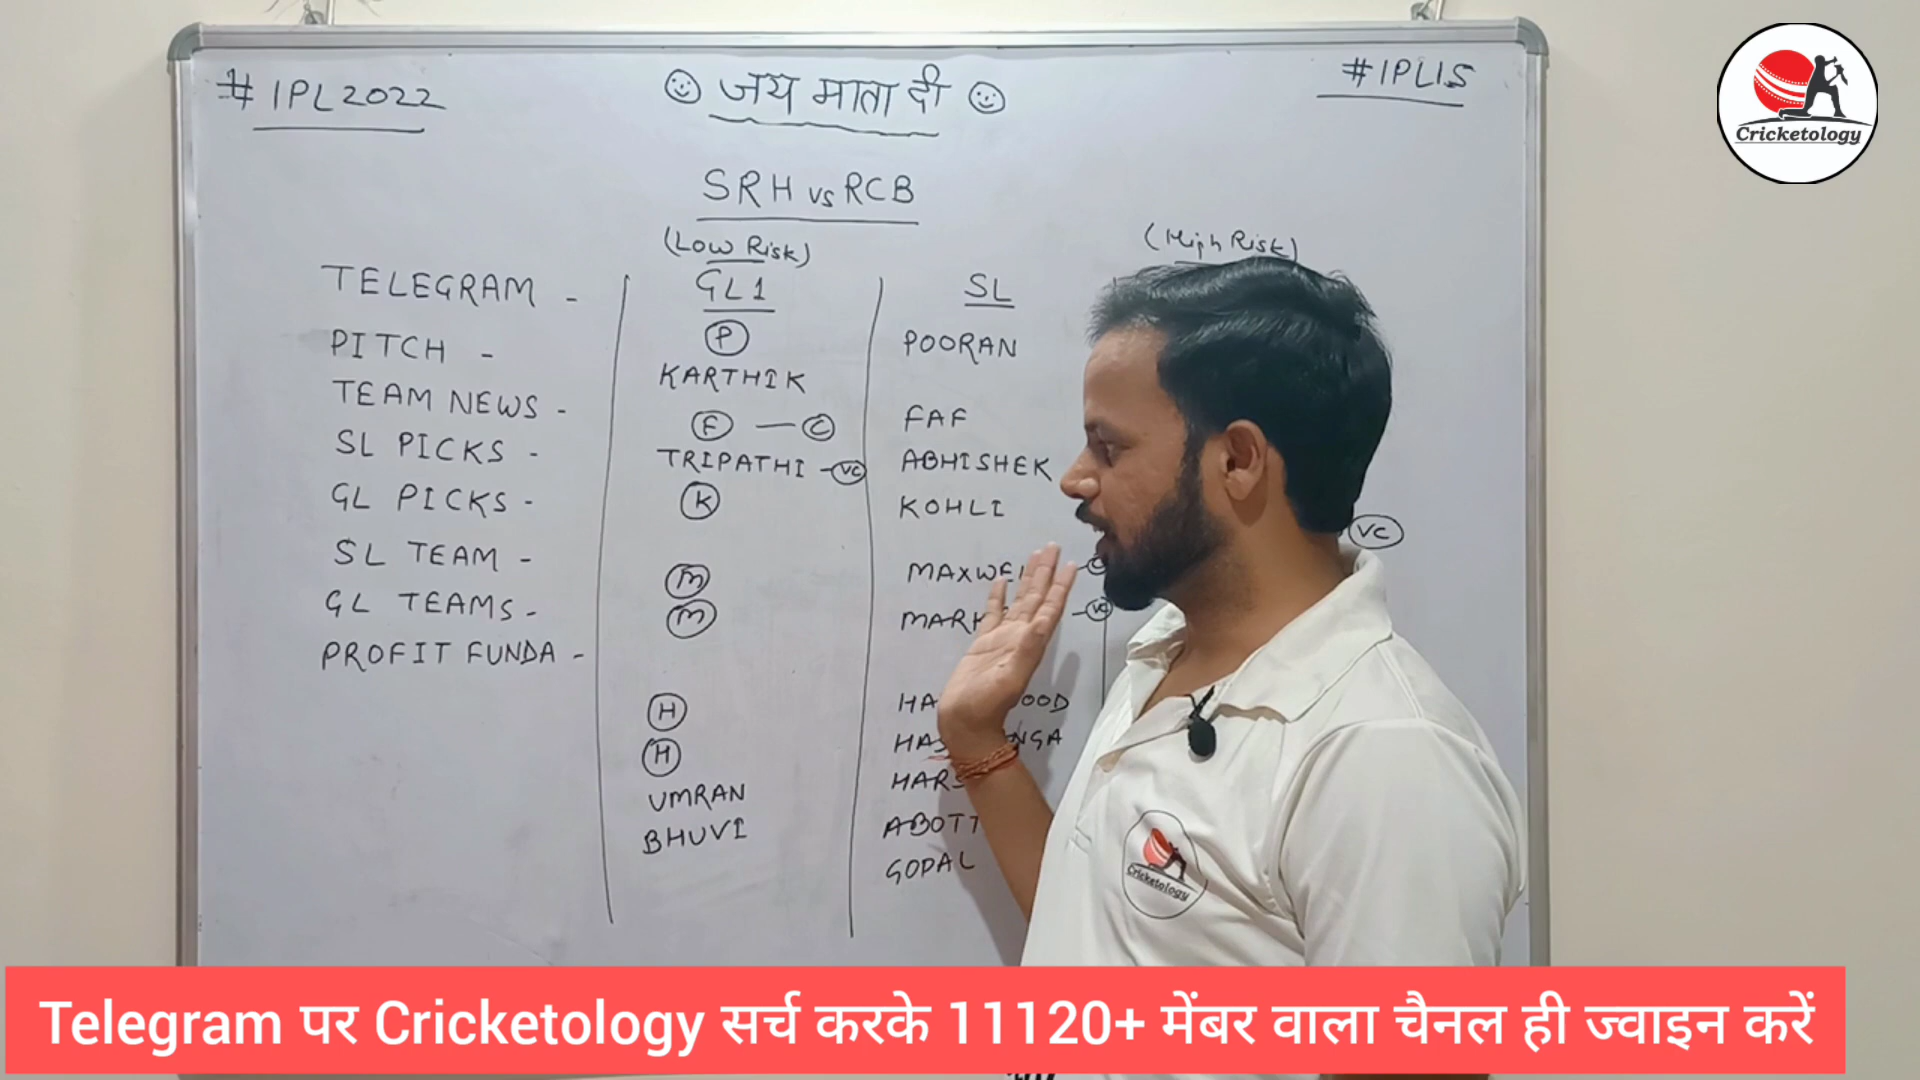 #IPL2022
जय माता दी
#IPL15
Cricketology
SRH vs RCB
(Low Risk)
(High Risk)
TELEGRAM -
PITCH -
TEAM NEWS -
SL PICKS -
GL PICKS -
SL TEAM -
GL TEAMS -
PROFIT FUNDA -
GL1
P
KARTHIK
F — C
TRIPATHI - VC
K
M
M
H
H
UMRAN
BHUVI
SL
POORAN
FAF
ABHISHEK
KOHLI
ABOTT
GOPAL
VC
VC
Cricketology
Telegram पर Cricketology सर्च करके 11120+ मेंबर वाला चैनल ही ज्वाइन करें